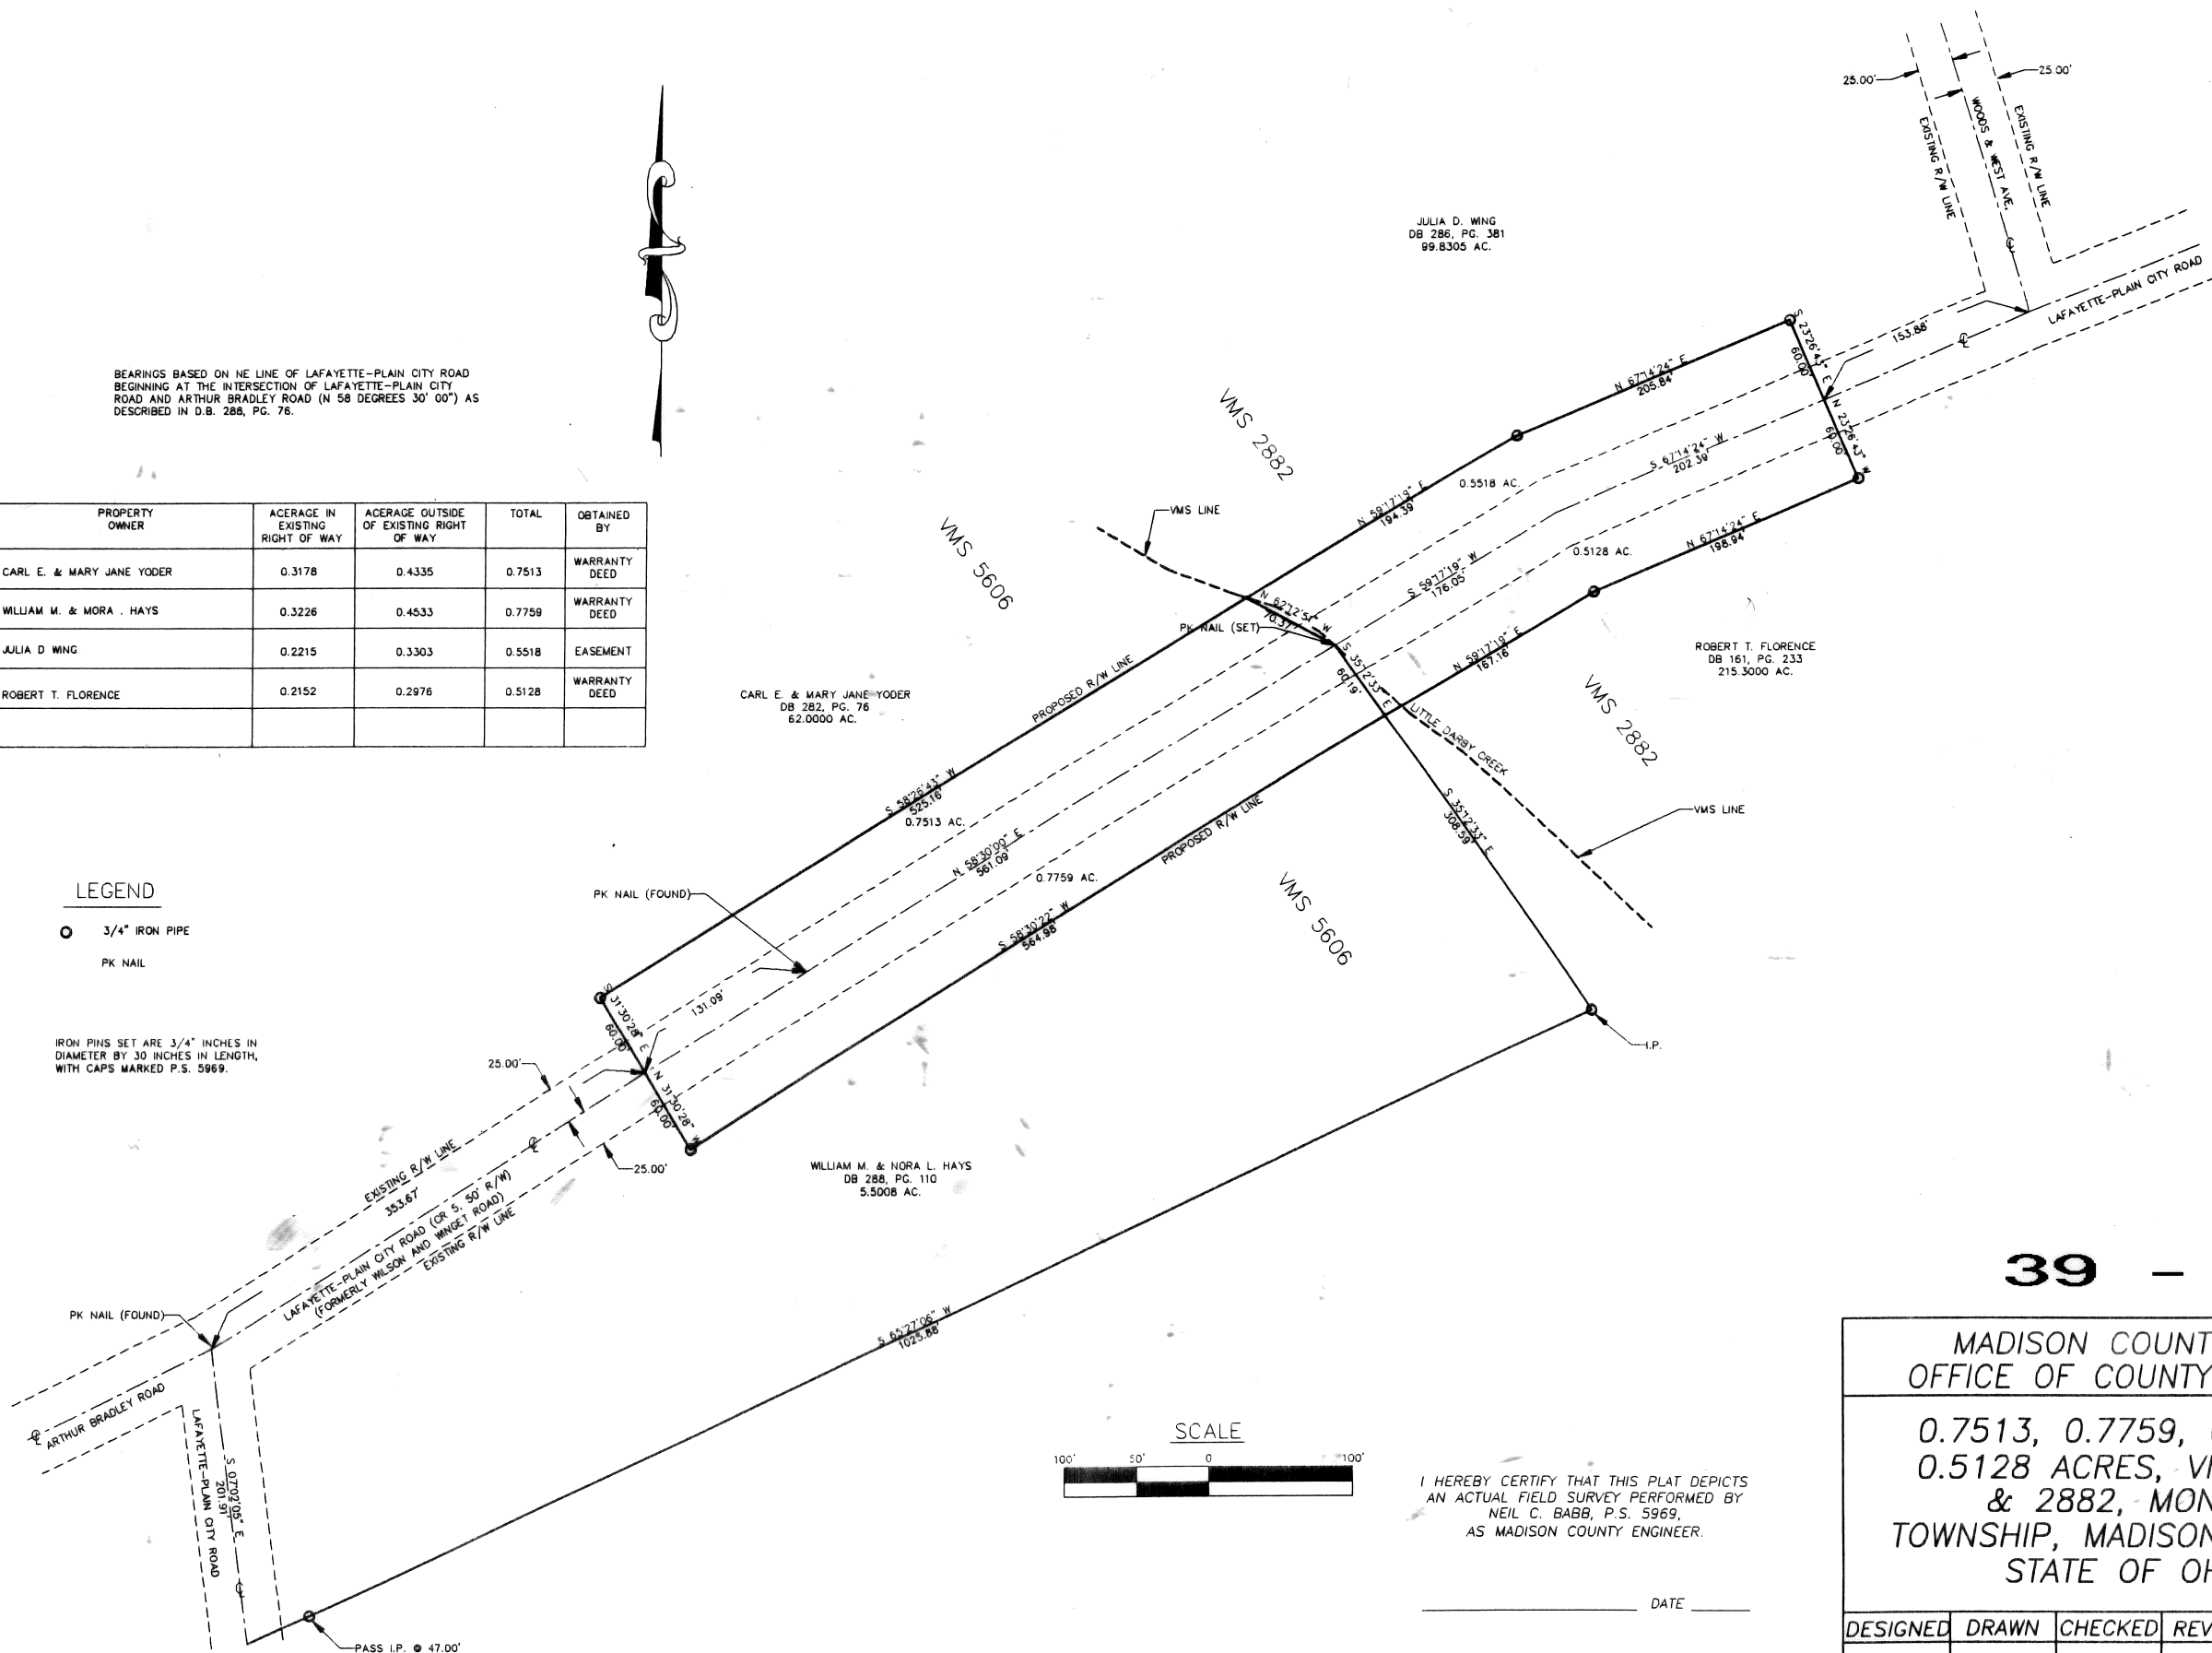 25.00'
25.00'
EXISTING R/W LINE
WOODS & WEST AVE,
EXISTING R/W LINE
JULIA D. WING
DB 286, PG. 381
99.8305 AC.
LAFAYETTE-PLAIN CITY ROAD
153.88'
S 23°26'43" E
60.00'
N 23°26'43" W
60.00'
BEARINGS BASED ON NE LINE OF LAFAYETTE-PLAIN CITY ROAD
BEGINNING AT THE INTERSECTION OF LAFAYETTE-PLAIN CITY
ROAD AND ARTHUR BRADLEY ROAD (N 58 DEGREES 30' 00") AS
DESCRIBED IN D.B. 288, PG. 76.
N 67°14'24" E
205.84'
VMS 2882
S 67°14'24" W
202.39'
0.5518 AC.
N 59°17'19" E
194.39'
PROPERTY OWNER ACERAGE IN EXISTING RIGHT OF WAY ACERAGE OUTSIDE OF EXISTING RIGHT OF WAY TOTAL OBTAINED BY
CARL E. & MARY JANE YODER 0.3178 0.4335 0.7513 WARRANTY DEED
WILLIAM M. & MORA . HAYS 0.3226 0.4533 0.7759 WARRANTY DEED
JULIA D WING 0.2215 0.3303 0.5518 EASEMENT
ROBERT T. FLORENCE 0.2152 0.2976 0.5128 WARRANTY DEED
VMS LINE
VMS 5606
0.5128 AC.
N 67°14'24" E
198.94'
S 59°17'19" W
176.05'
N 62°12'51" W
70.37'
PK NAIL (SET)
S 35°12'33" E
60.19'
N 59°17'19" E
167.16'
ROBERT T. FLORENCE
DB 161, PG. 233
215.3000 AC.
VMS 2882
CARL E. & MARY JANE YODER
DB 282, PG. 76
62.0000 AC.
PROPOSED R/W LINE
LITTLE DARBY CREEK
S 58°26'43" W
525.16'
0.7513 AC.
PROPOSED R/W LINE
S 35°12'33" E
308.59'
VMS LINE
N 58°30'00" E
561.09'
0.7759 AC.
S 58°30'22" W
564.98'
VMS 5606
LEGEND
3/4" IRON PIPE
PK NAIL
PK NAIL (FOUND)
131.09'
S 31°30'28" E
60.00'
N 31°30'28" W
60.00'
IRON PINS SET ARE 3/4" INCHES IN
DIAMETER BY 30 INCHES IN LENGTH,
WITH CAPS MARKED P.S. 5969.
I.P.
25.00'
25.00'
WILLIAM M. & NORA L. HAYS
DB 288, PG. 110
5.5008 AC.
EXISTING R/W LINE
353.67'
LAFAYETTE-PLAIN CITY ROAD (CR 5, 50' R/W)
(FORMERLY WILSON AND WINGET ROAD)
EXISTING R/W LINE
PK NAIL (FOUND)
S 65°27'06" W
1025.88'
ARTHUR BRADLEY ROAD
LAFAYETTE-PLAIN CITY ROAD
S 07°02'05" E
201.91'
PASS I.P. @ 47.00'
SCALE
100' 50' 0 100'
I HEREBY CERTIFY THAT THIS PLAT DEPICTS
AN ACTUAL FIELD SURVEY PERFORMED BY
NEIL C. BABB, P.S. 5969,
AS MADISON COUNTY ENGINEER.
DATE
39 -
MADISON COUNT
OFFICE OF COUNTY
0.7513, 0.7759,
0.5128 ACRES, V
& 2882, MON
TOWNSHIP, MADISON
STATE OF OH
DESIGNED DRAWN CHECKED REV